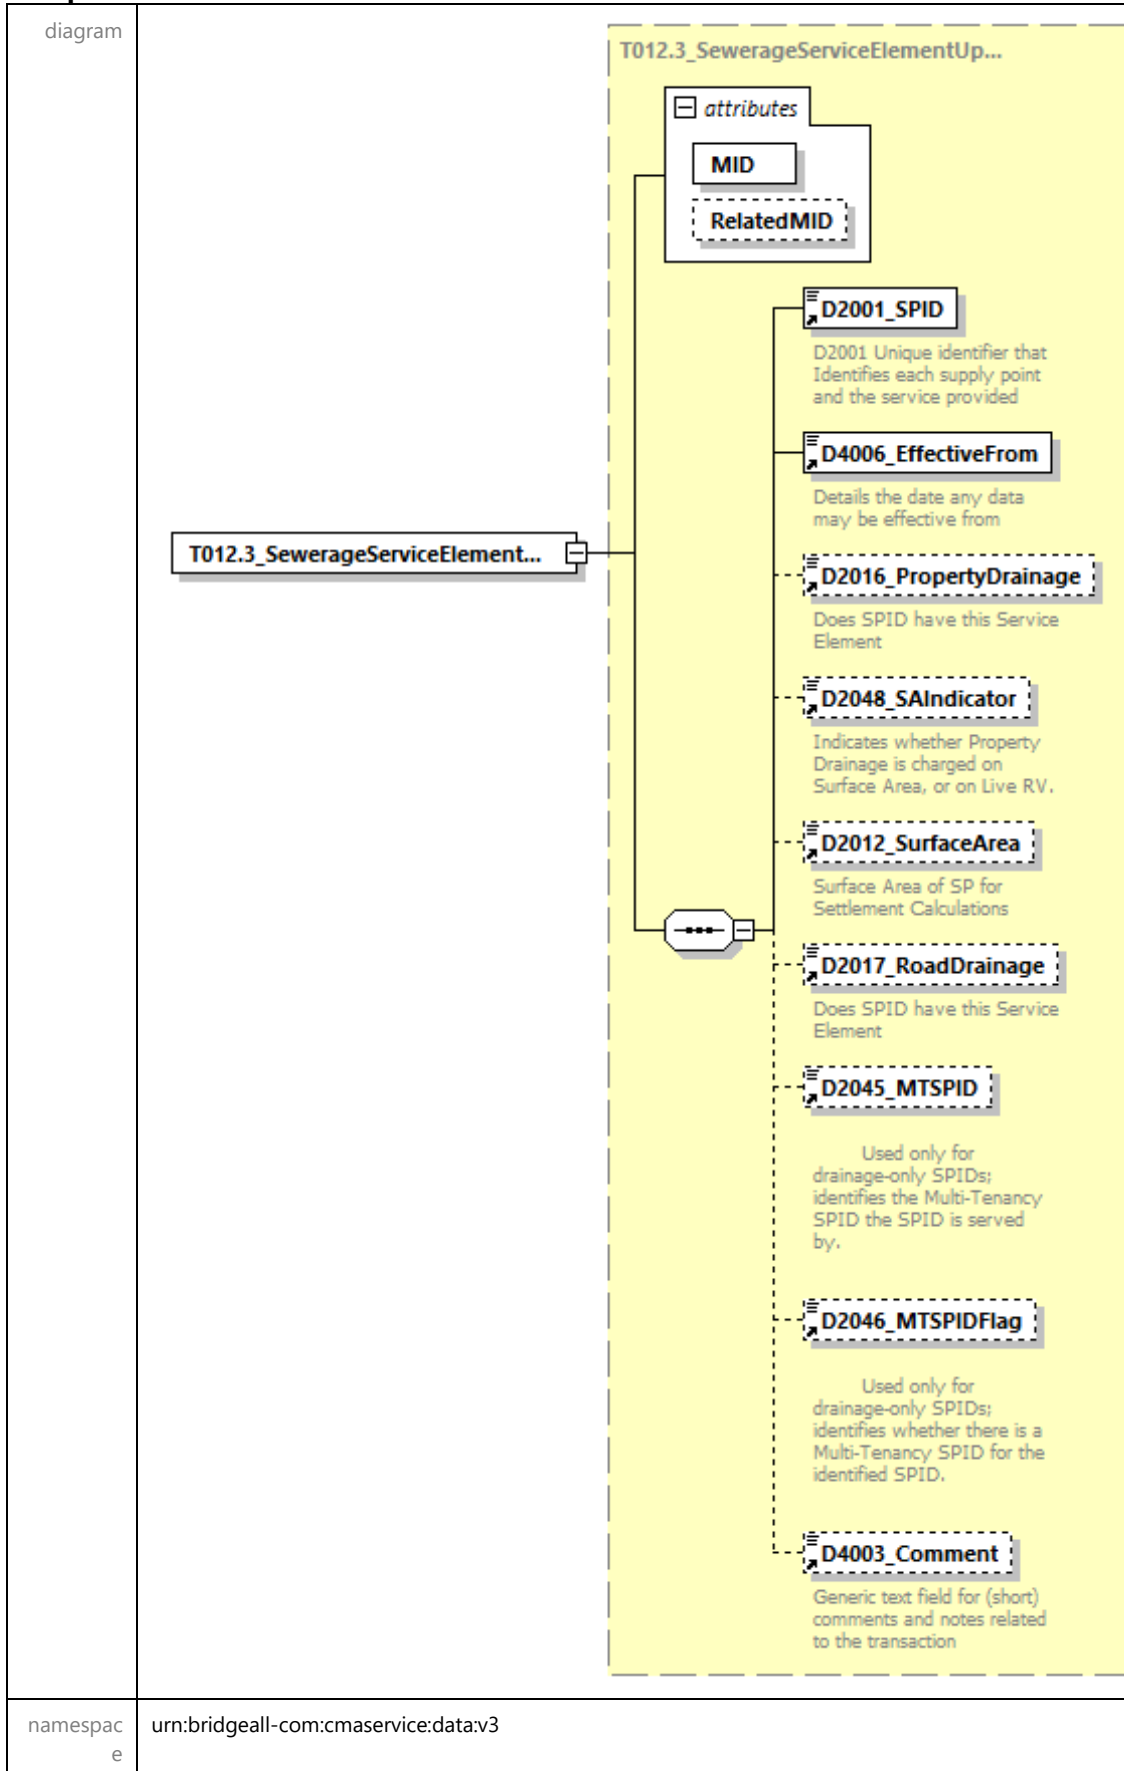 diagram
T012.3_SewerageServiceElementUp...
attributes
MID
RelatedMID
D2001_SPID
D2001 Unique identifier that
Identifies each supply point
and the service provided
D4006_EffectiveFrom
Details the date any data
may be effective from
T012.3_SewerageServiceElement...
D2016_PropertyDrainage
Does SPID have this Service
Element
D2048_SAIndicator
Indicates whether Property
Drainage is charged on
Surface Area, or on Live RV.
D2012_SurfaceArea
Surface Area of SP for
Settlement Calculations
D2017_RoadDrainage
Does SPID have this Service
Element
D2045_MTSPID
Used only for
drainage-only SPIDs;
identifies the Multi-Tenancy
SPID the SPID is served
by.
D2046_MTSPIDFlag
Used only for
drainage-only SPIDs;
identifies whether there is a
Multi-Tenancy SPID for the
identified SPID.
D4003_Comment
Generic text field for (short)
comments and notes related
to the transaction
namespac
e
urn:bridgeall-com:cmaservice:data:v3